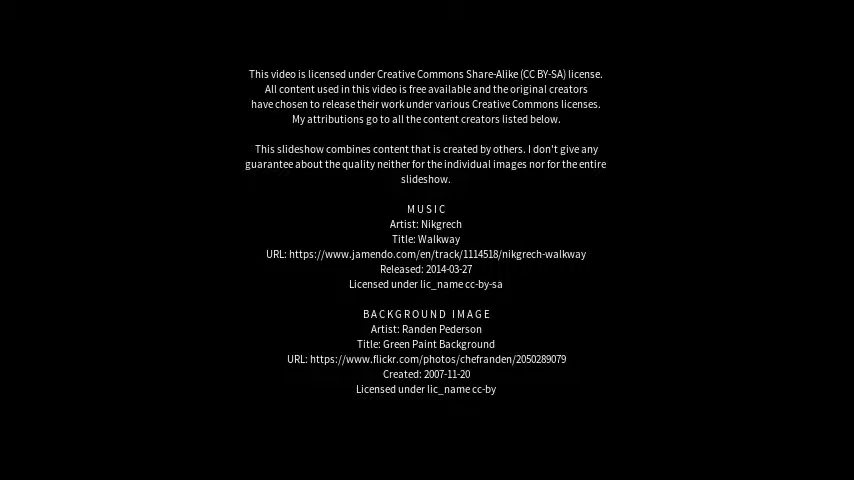 This video is licensed under Creative Commons Share-Alike (CC BY-SA) license.
All content used in this video is free available and the original creators
have chosen to release their work under various Creative Commons licenses.
My attributions go to all the content creators listed below.
This slideshow combines content that is created by others. I don't give any
guarantee about the quality neither for the individual images nor for the entire
slideshow.
MUSIC
Artist: Nikgrech
Title: Walkway
URL: https://www.jamendo.com/en/track/1114518/nikgrech-walkway
Released: 2014-03-27
Licensed under lic_name cc-by-sa
BACKGROUND IMAGE
Artist: Randen Pederson
Title: Green Paint Background
URL: https://www.flickr.com/photos/chefranden/2050289079
Created: 2007-11-20
Licensed under lic_name cc-by